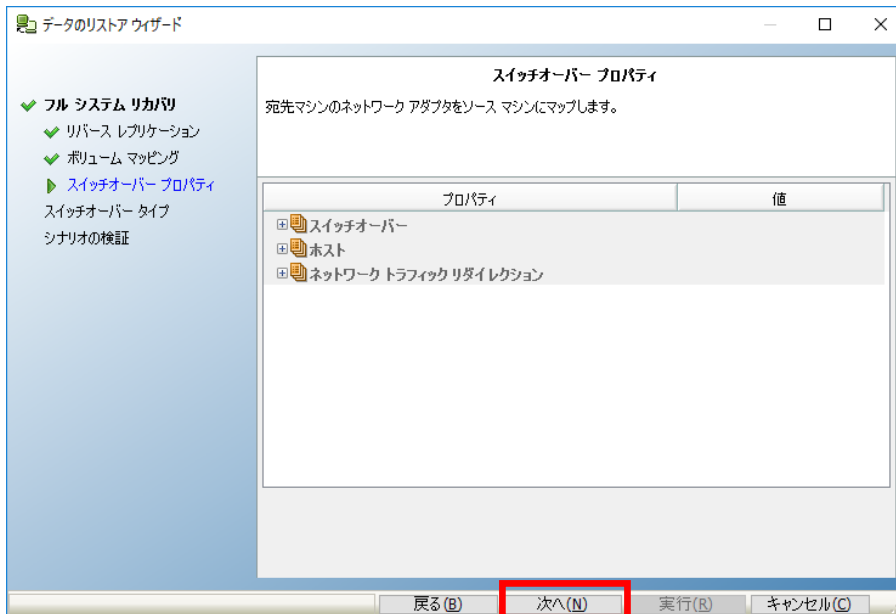 データのリストア ウィザード
フル システム リカバリ
リバース レプリケーション
ボリューム マッピング
スイッチオーバー プロパティ
スイッチオーバー タイプ
シナリオの検証
スイッチオーバー プロパティ
宛先マシンのネットワーク アダプタをソース マシンにマップします。
プロパティ 値
スイッチオーバー
ホスト
ネットワーク トラフィック リダイレクション
戻る(B) 次へ(N) 実行(R) キャンセル(C)